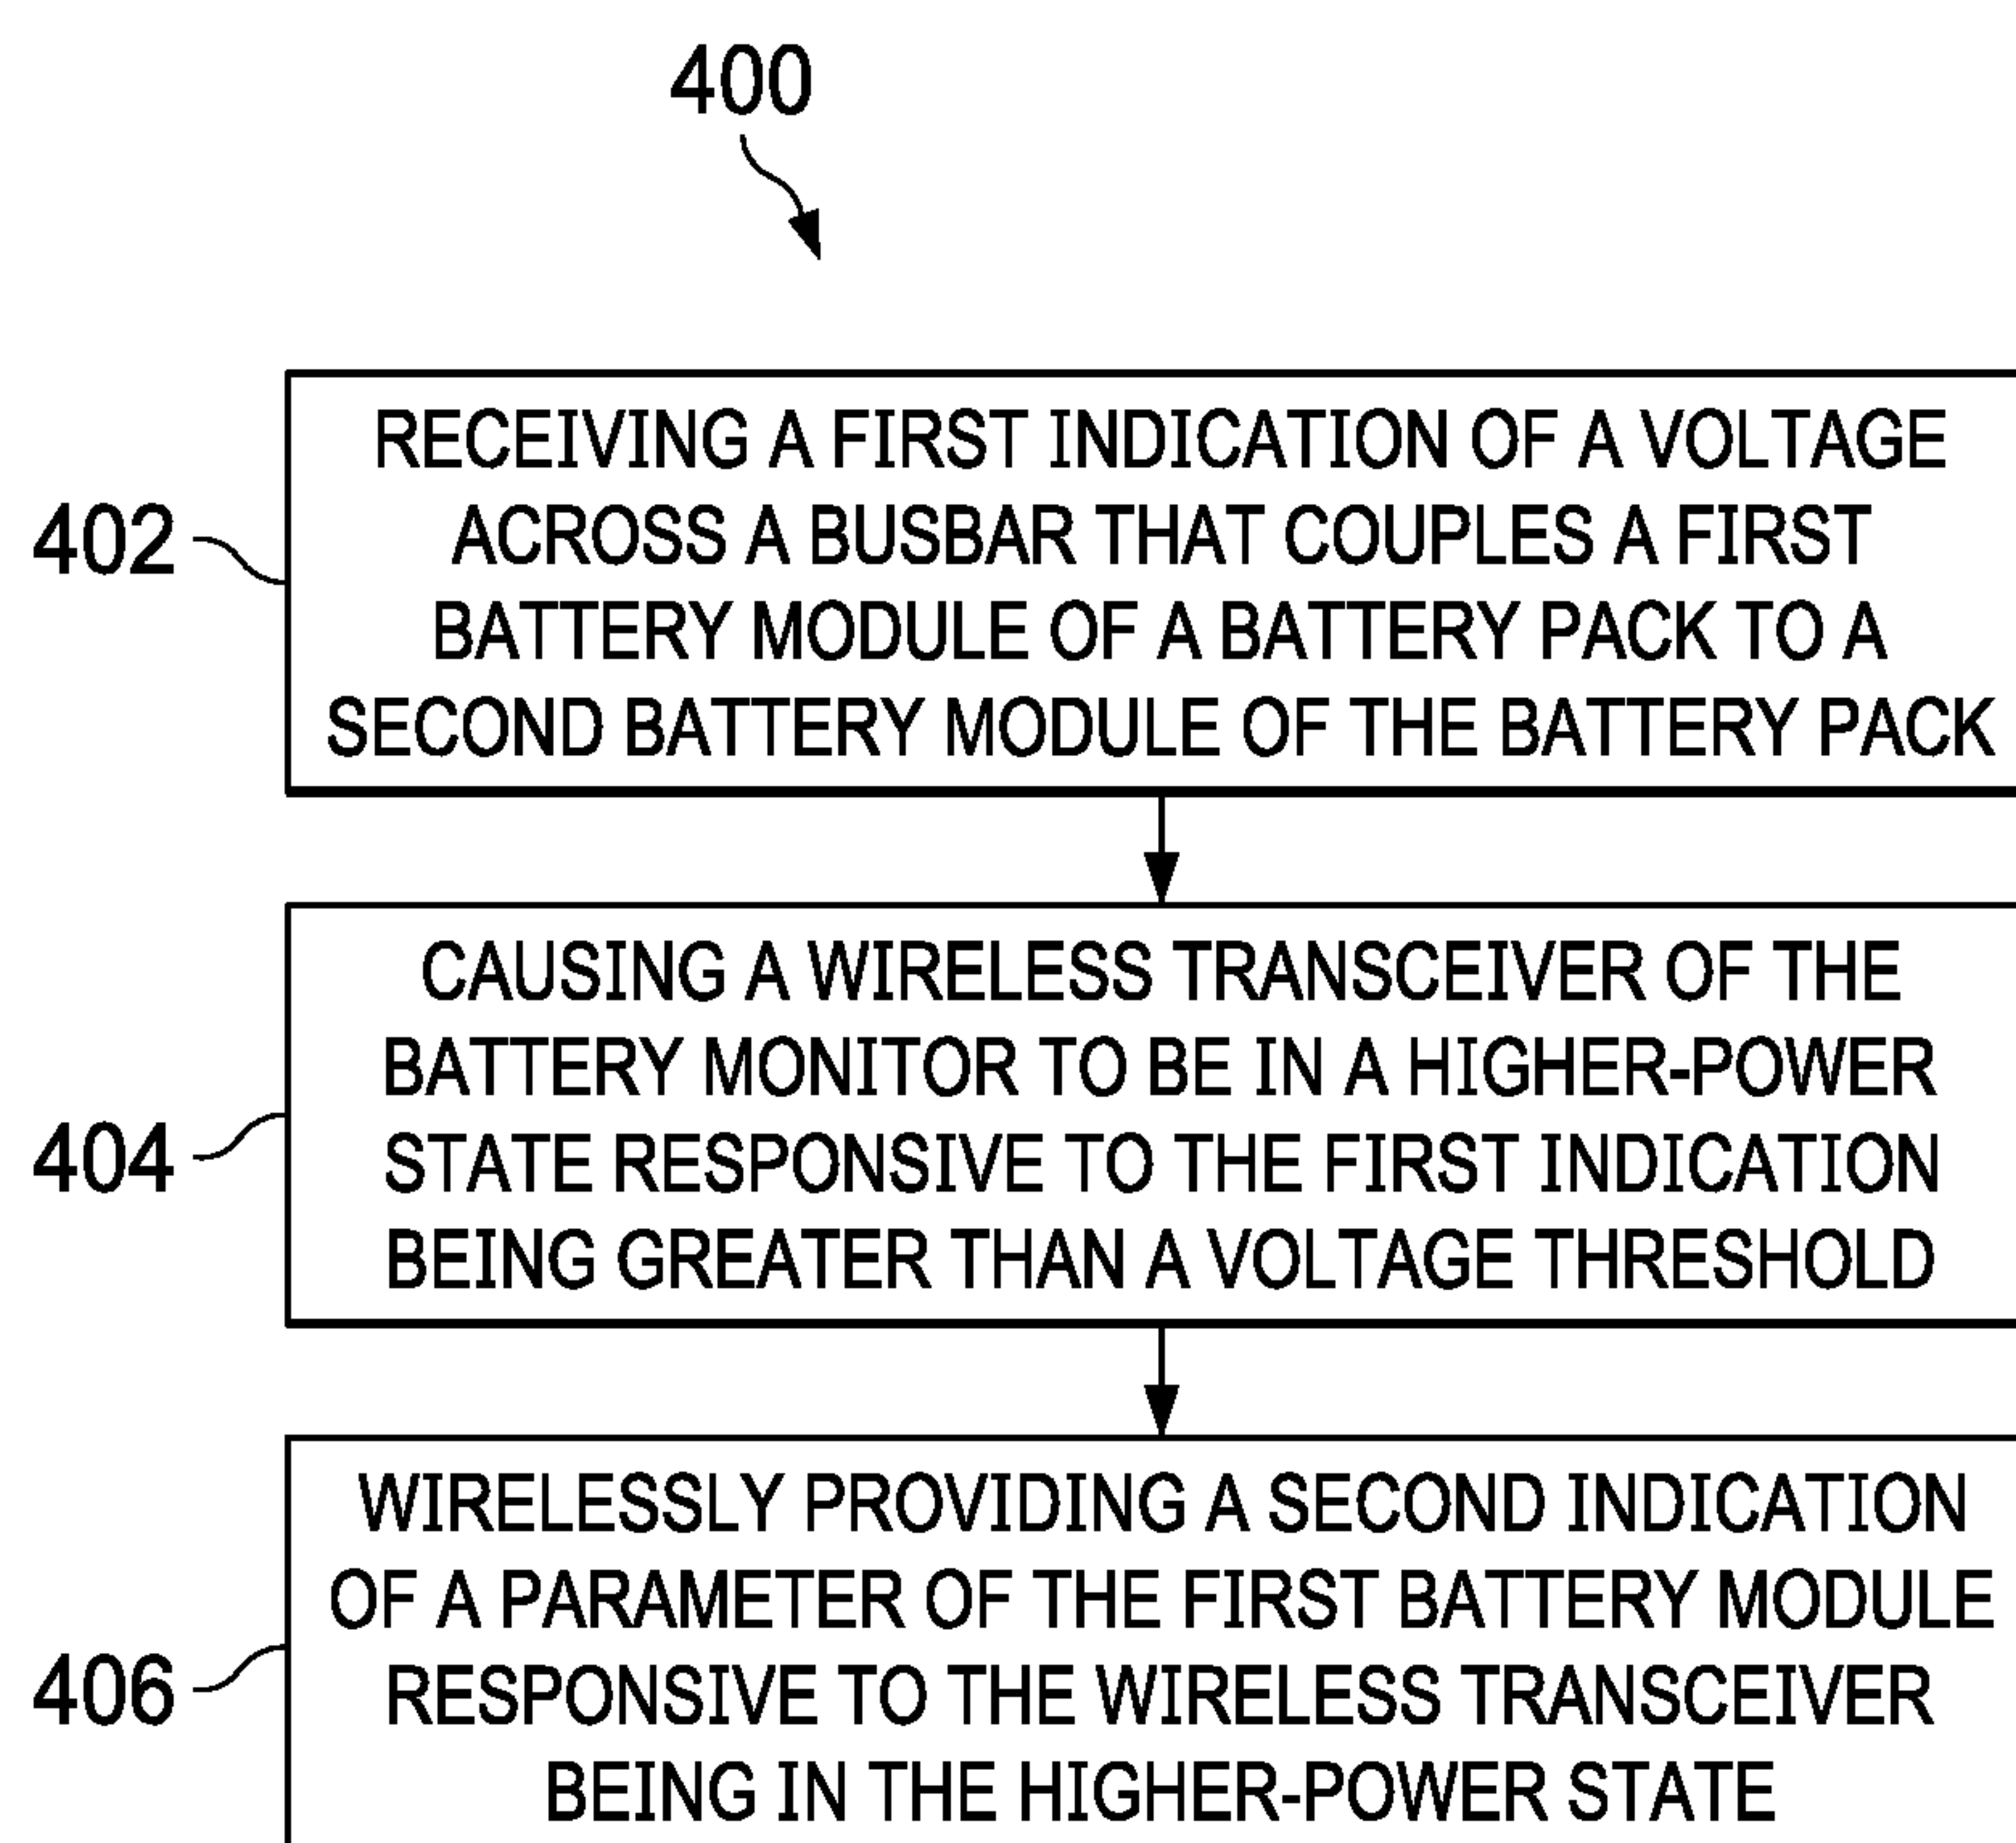 400
402
RECEIVING A FIRST INDICATION OF A VOLTAGE
ACROSS A BUSBAR THAT COUPLES A FIRST
BATTERY MODULE OF A BATTERY PACK TO A
SECOND BATTERY MODULE OF THE BATTERY PACK
404
CAUSING A WIRELESS TRANSCEIVER OF THE
BATTERY MONITOR TO BE IN A HIGHER-POWER
STATE RESPONSIVE TO THE FIRST INDICATION
BEING GREATER THAN A VOLTAGE THRESHOLD
406
WIRELESSLY PROVIDING A SECOND INDICATION
OF A PARAMETER OF THE FIRST BATTERY MODULE
RESPONSIVE TO THE WIRELESS TRANSCEIVER
BEING IN THE HIGHER-POWER STATE